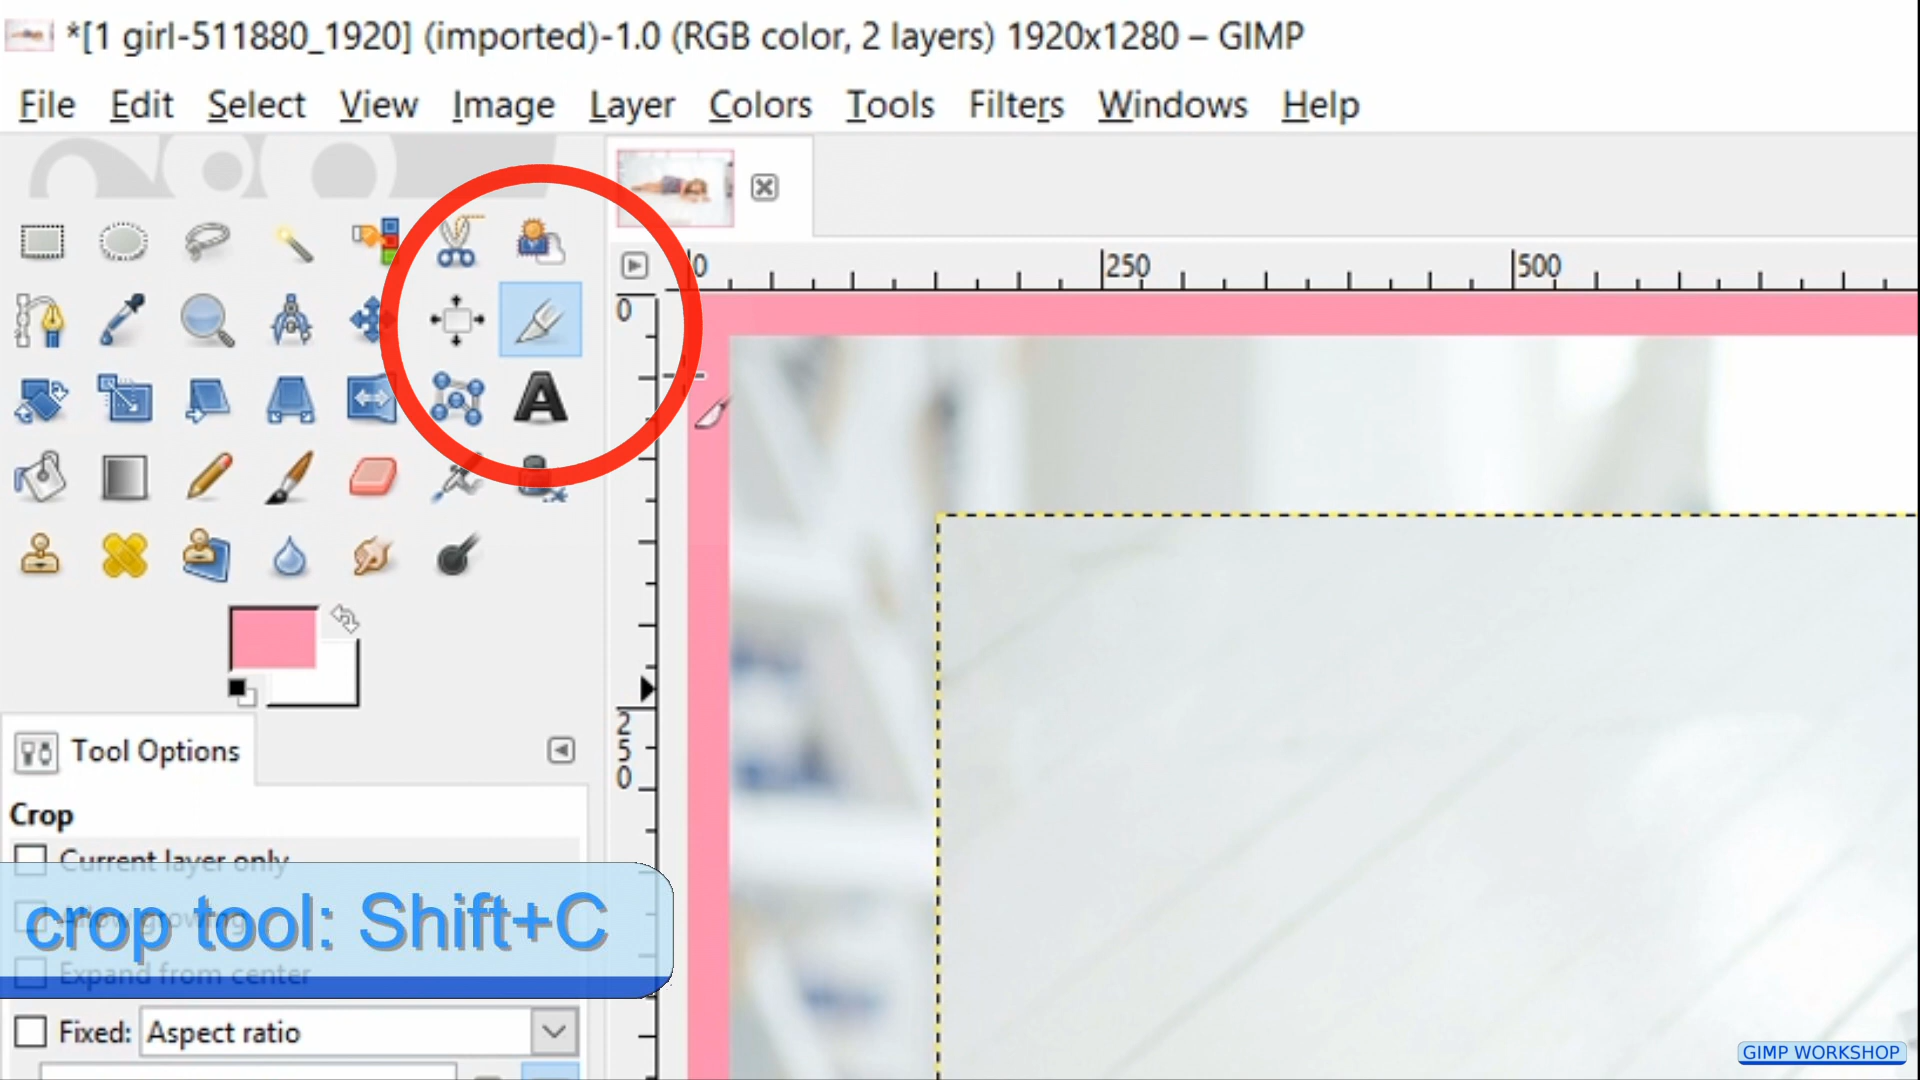 *[1 girl-511880_1920] (imported)-1.0 (RGB color, 2 layers) 1920x1280 – GIMP
File Edit Select View Image Layer Colors Tools Filters Windows Help
0 250 500
0
250
Tool Options
Crop
Current layer only
Allow growing
crop tool: Shift+C
Expand from center
Fixed: Aspect ratio
GIMP WORKSHOP